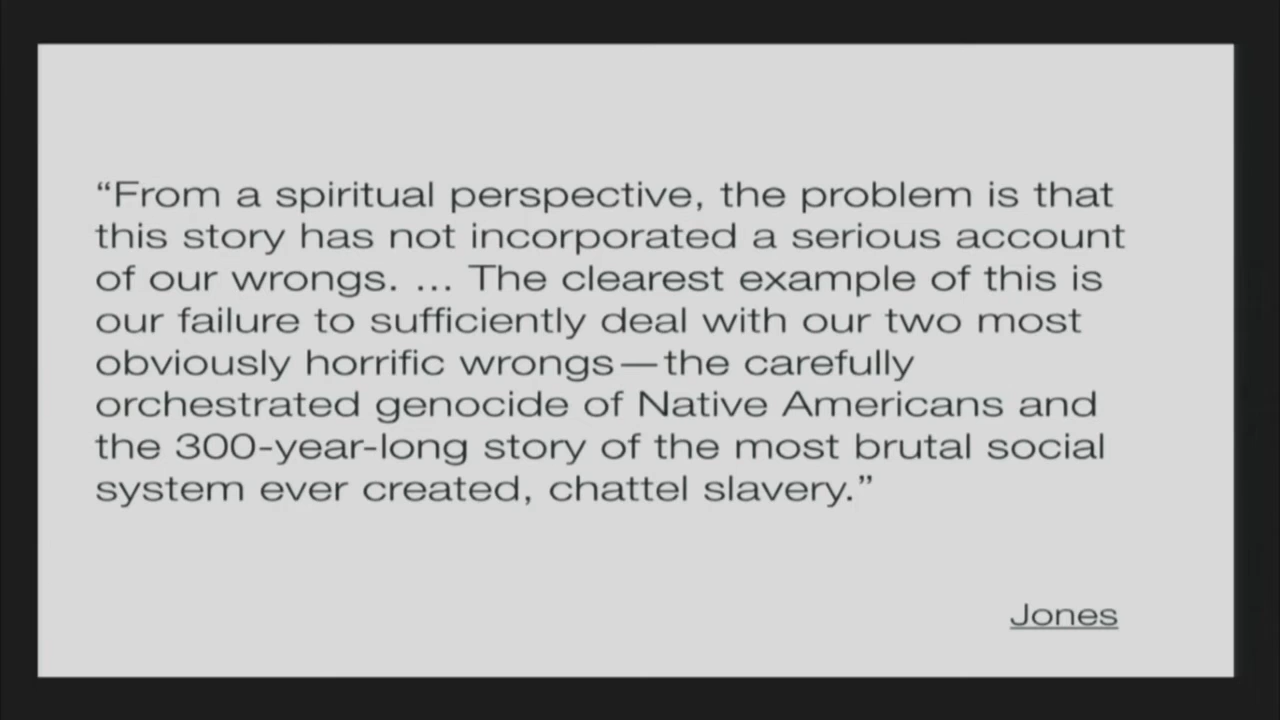 “From a spiritual perspective, the problem is that
this story has not incorporated a serious account
of our wrongs. ... The clearest example of this is
our failure to sufficiently deal with our two most
obviously horrific wrongs—the carefully
orchestrated genocide of Native Americans and
the 300-year-long story of the most brutal social
system ever created, chattel slavery.”
Jones